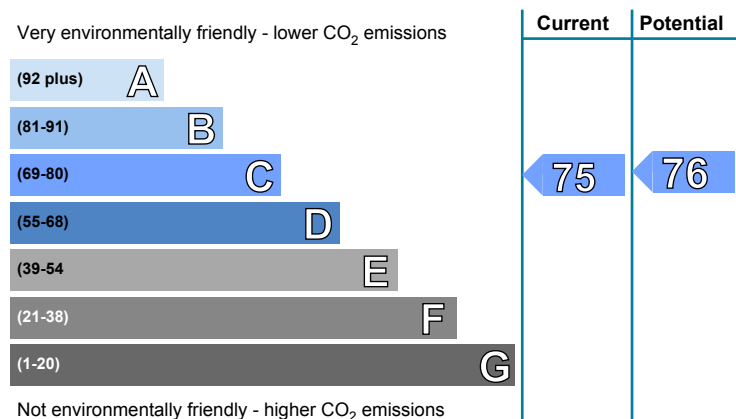 Very environmentally friendly - lower CO₂ emissions
Current
Potential
(92 plus) A
(81-91) B
(69-80) C
75
76
(55-68) D
(39-54 E
(21-38) F
(1-20) G
Not environmentally friendly - higher CO₂ emissions